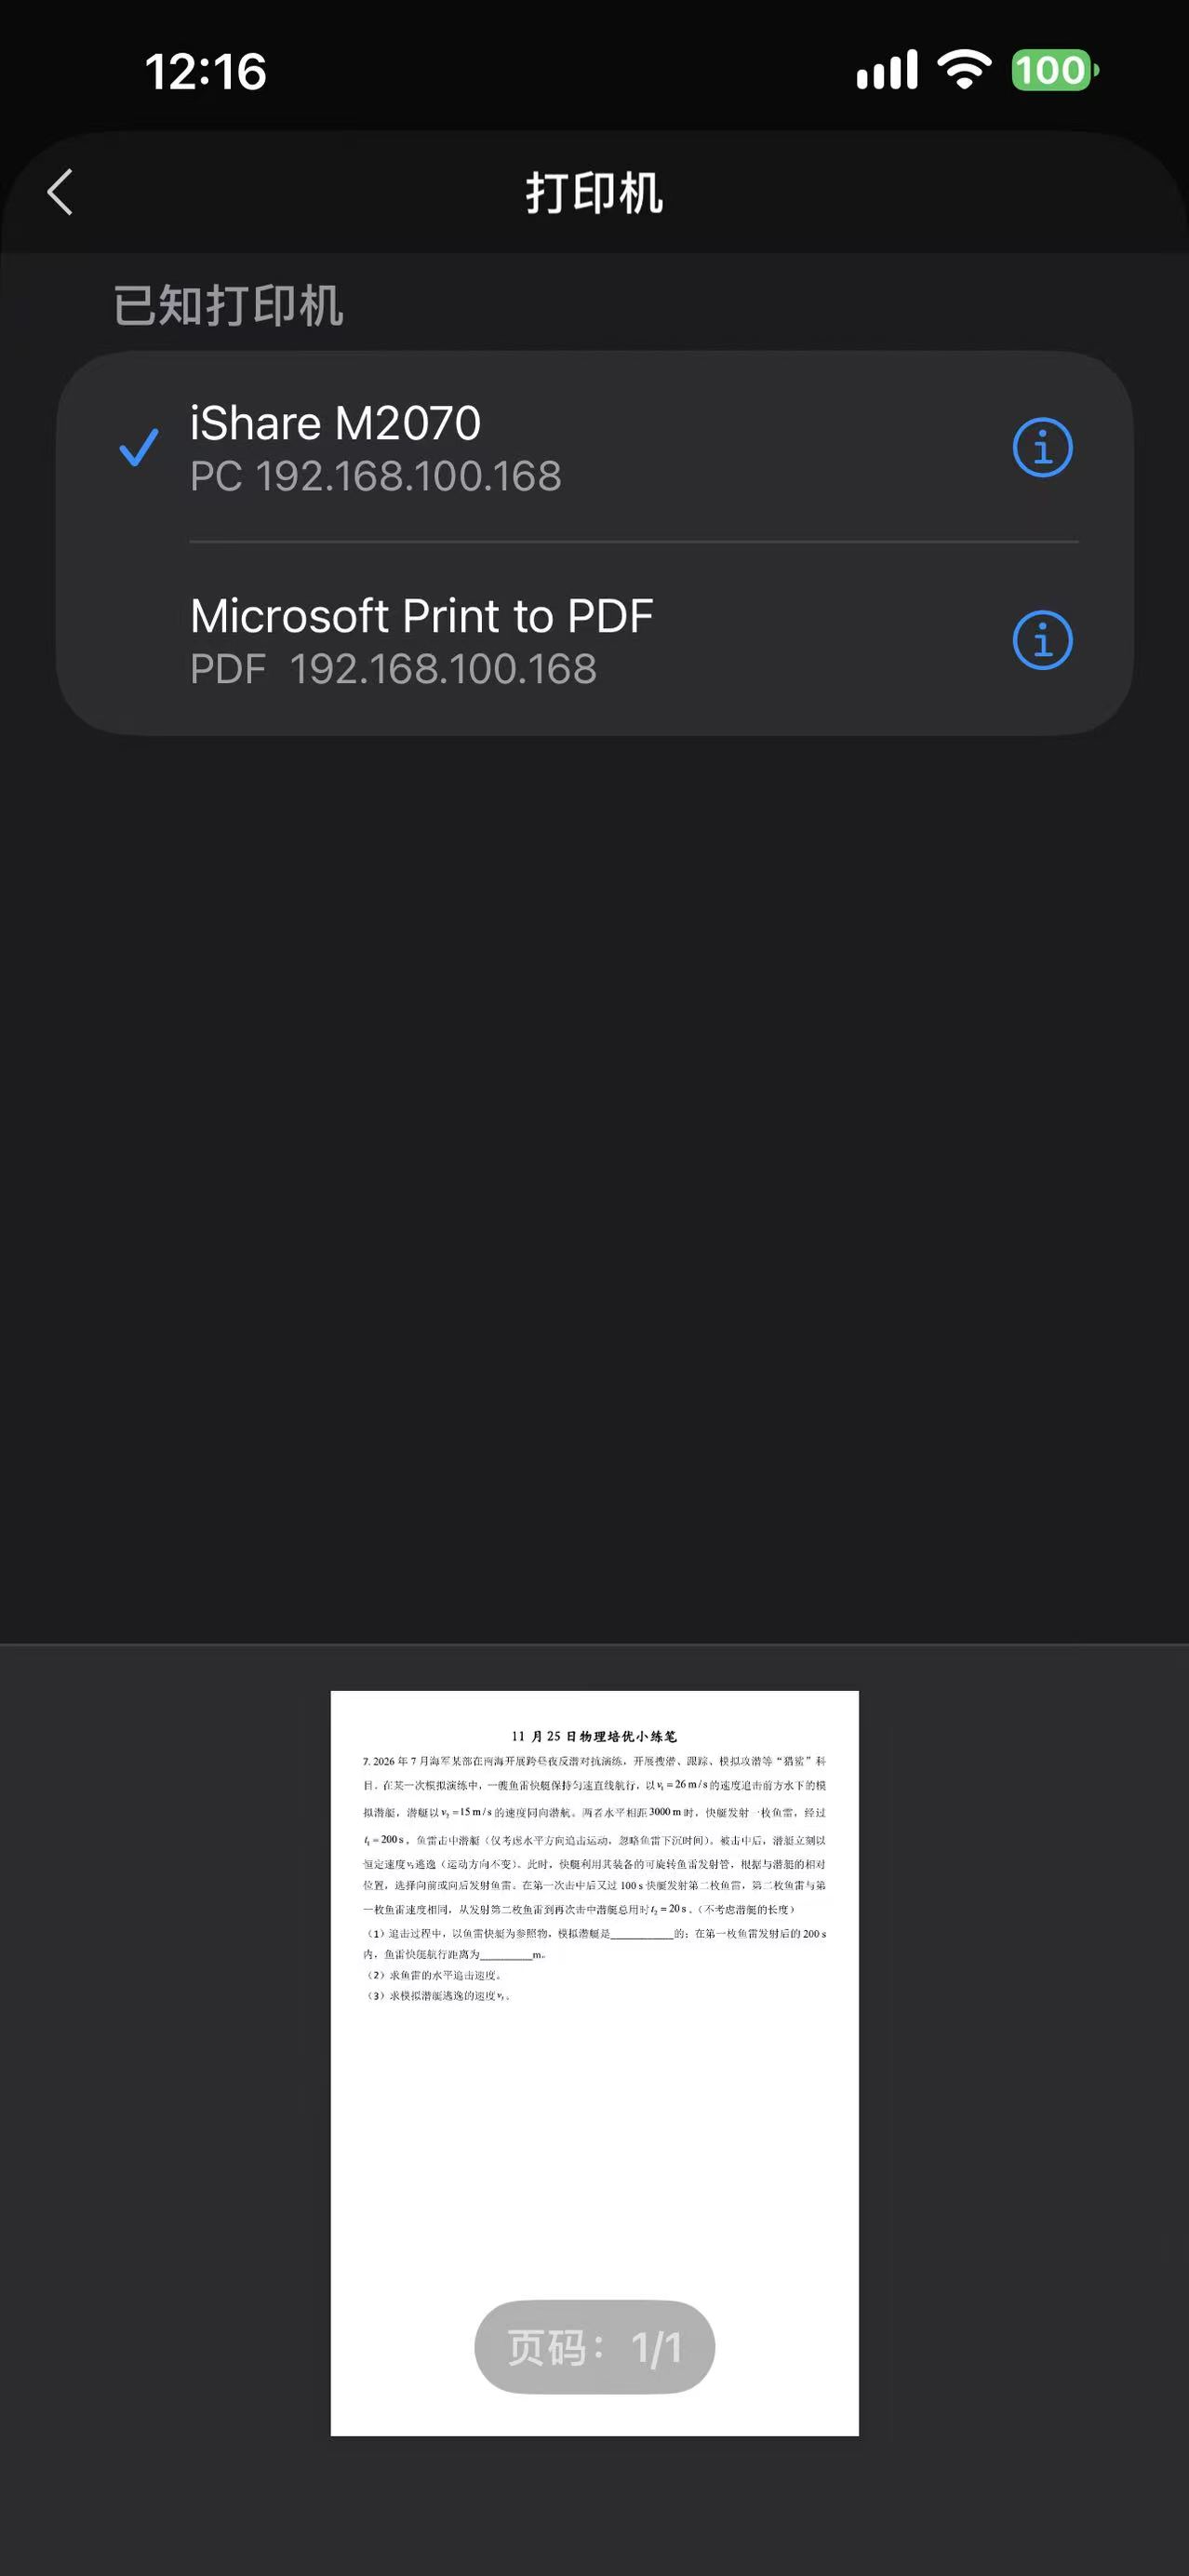 12:16
100
打印机
已知打印机
iShare M2070
PC 192.168.100.168
Microsoft Print to PDF
PDF 192.168.100.168
11 月 25 日物理培优小练笔
7. 2026 年 7 月海军某部在南海开展跨昼夜反潜对抗演练，开展搜潜、跟踪、模拟攻潜等“猎鲨”科
目。在某一次模拟演练中，一艘鱼雷快艇保持匀速直线航行，以v₁ = 26 m / s 的速度追击前方水下的模
拟潜艇，潜艇以v₂ = 15 m / s 的速度同向潜航。两者水平相距 3000 m 时，快艇发射一枚鱼雷，经过
t₁ = 200 s，鱼雷击中潜艇（仅考虑水平方向追击运动，忽略鱼雷下沉时间）。被击中后，潜艇立刻以
恒定速度v₃逃逸（运动方向不变）。此时，快艇利用其装备的可旋转鱼雷发射管，根据与潜艇的相对
位置，选择向前或向后发射鱼雷。在第一次击中后又过 100 s 快艇发射第二枚鱼雷，第二枚鱼雷与第
一枚鱼雷速度相同，从发射第二枚鱼雷到再次击中潜艇总用时t₂ = 20 s。（不考虑潜艇的长度）
（1）追击过程中，以鱼雷快艇为参照物，模拟潜艇是__________的；在第一枚鱼雷发射后的 200 s
内，鱼雷快艇航行距离为________m。
（2）求鱼雷的水平追击速度。
（3）求模拟潜艇逃逸的速度v₃。
页码：1/1